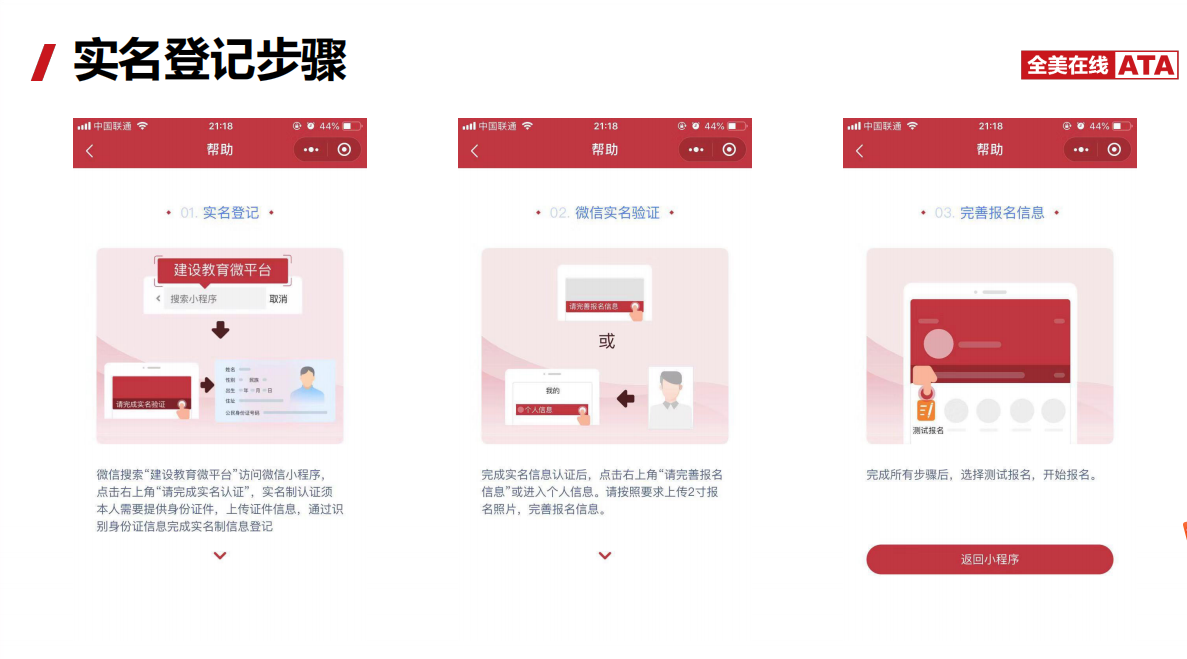 实名登记步骤
全美在线 ATA
中国联通 21:18 44%
帮助
01. 实名登记
建设教育微平台
搜索小程序 取消
请完成实名验证
姓名
性别 民族
出生 年 月 日
住址
公民身份证号码
微信搜索“建设教育微平台”访问微信小程序，
点击右上角“请完成实名认证”，实名制认证须
本人需要提供身份证件，上传证件信息，通过识
别身份证信息完成实名制信息登记
中国联通 21:18 44%
帮助
02. 微信实名验证
请完善报名信息
或
我的
个人信息
完成实名信息认证后，点击右上角“请完善报名
信息”或进入个人信息。请按照要求上传2寸报
名照片，完善报名信息。
中国联通 21:18 44%
帮助
03. 完善报名信息
测试报名
完成所有步骤后，选择测试报名，开始报名。
返回小程序